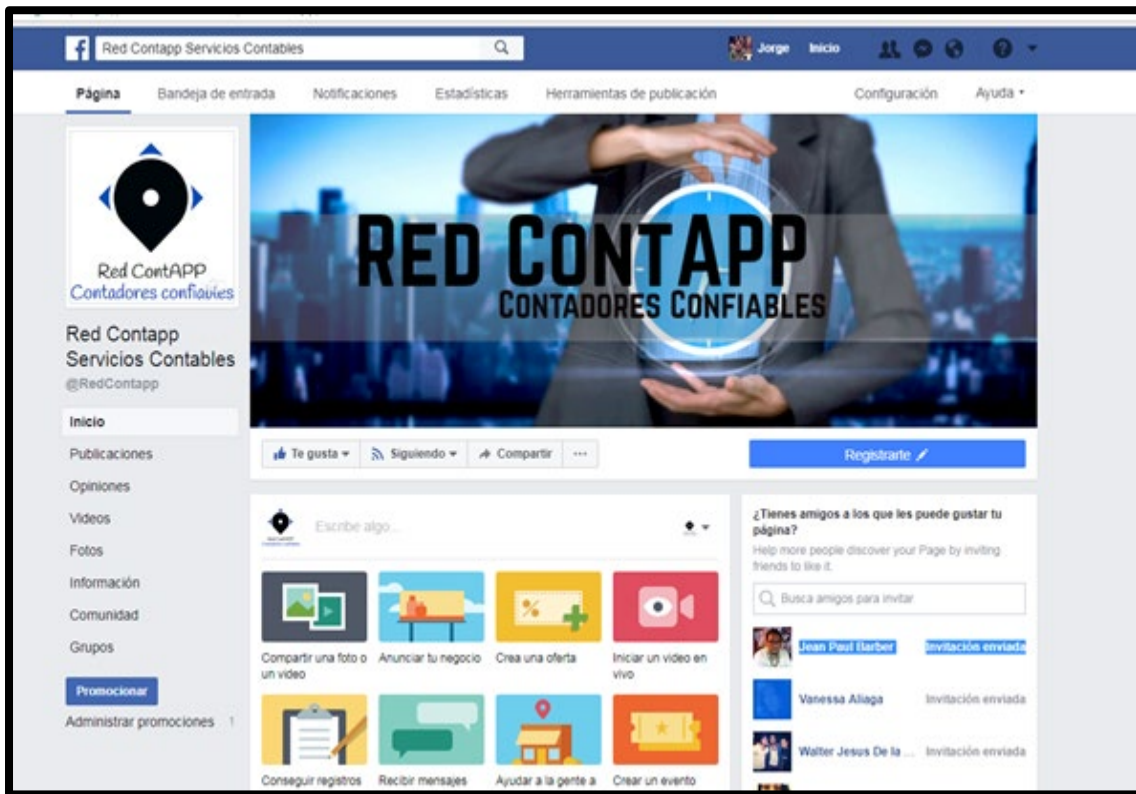 Red Contapp Servicios Contables
Jorge Inicio
Página Bandeja de entrada Notificaciones Estadísticas Herramientas de publicación Configuración Ayuda
Red ContAPP
Contadores confiables
RED CONTAPP
CONTADORES CONFIABLES
Red Contapp
Servicios Contables
@RedContapp
Inicio
Publicaciones
Opiniones
Videos
Fotos
Información
Comunidad
Grupos
Promocionar
Administrar promociones 1
Te gusta Siguiendo Compartir ...
Registrarte
Escribe algo...
Compartir una foto o
un video
Anunciar tu negocio
Crea una oferta
Iniciar un video en
vivo
Conseguir registros
Recibir mensajes
Ayudar a la gente a
Crear un evento
¿Tienes amigos a los que les puede gustar tu
página?
Help more people discover your Page by inviting
friends to like it.
Busca amigos para invitar
Jean Paul Barber Invitación enviada
Vanessa Aliaga Invitación enviada
Walter Jesus De la ... Invitación enviada